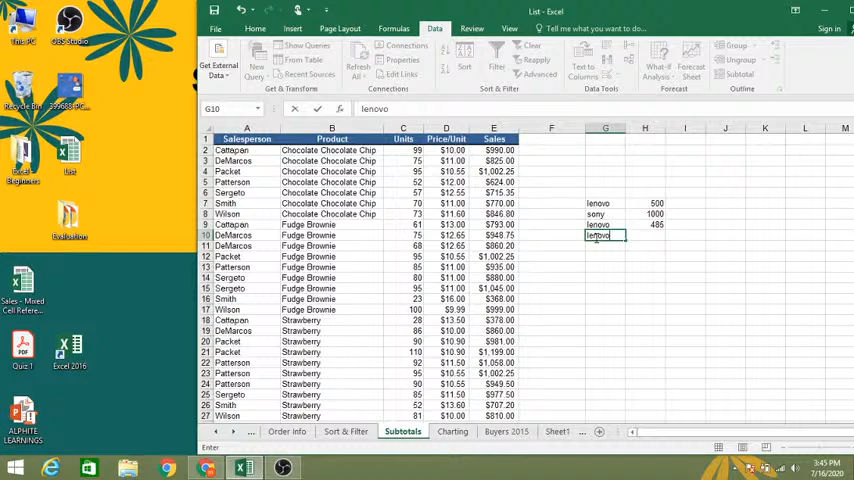 List - Excel
Sign in
File Home Insert Page Layout Formulas Data Review View Tell me what you want to do...
Get External Data
New Query
Show Queries
From Table
Recent Sources
Get & Transform
Refresh All
Connections
Properties
Edit Links
Connections
Sort
Filter
Clear
Reapply
Advanced
Sort & Filter
Text to Columns
Data Tools
What-If Analysis
Forecast Sheet
Forecast
Group
Ungroup
Subtotal
Outline
G10 lenovo
A B C D E F G H I J K L M
1 Salesperson Product Units Price/Unit Sales
2 Cattapan Chocolate Chocolate Chip 99 $10.00 $990.00
3 DeMarcos Chocolate Chocolate Chip 75 $11.00 $825.00
4 Packet Chocolate Chocolate Chip 95 $10.55 $1,002.25
5 Patterson Chocolate Chocolate Chip 52 $12.00 $624.00
6 Sergeto Chocolate Chocolate Chip 57 $12.55 $715.35
7 Smith Chocolate Chocolate Chip 70 $11.00 $770.00 lenovo 500
8 Wilson Chocolate Chocolate Chip 73 $11.60 $846.80 sony 1000
9 Cattapan Fudge Brownie 61 $13.00 $793.00 lenovo 485
10 DeMarcos Fudge Brownie 75 $12.65 $948.75 lenovo
11 DeMarcos Fudge Brownie 68 $12.65 $860.20
12 Packet Fudge Brownie 95 $10.55 $1,002.25
13 Patterson Fudge Brownie 85 $11.00 $935.00
14 Sergeto Fudge Brownie 80 $11.00 $880.00
15 Sergeto Fudge Brownie 95 $11.00 $1,045.00
16 Smith Fudge Brownie 23 $16.00 $368.00
17 Wilson Fudge Brownie 100 $9.99 $999.00
18 Cattapan Strawberry 28 $13.50 $378.00
19 DeMarcos Strawberry 86 $10.00 $860.00
20 Packet Strawberry 90 $10.90 $981.00
21 Packet Strawberry 110 $10.90 $1,199.00
22 Patterson Strawberry 92 $11.50 $1,058.00
23 Patterson Strawberry 95 $10.55 $1,002.25
24 Patterson Strawberry 90 $10.55 $949.50
25 Sergeto Strawberry 85 $11.50 $977.50
26 Smith Strawberry 52 $13.60 $707.20
27 Wilson Strawberry 81 $10.00 $810.00
... Order Info Sort & Filter Subtotals Charting Buyers 2015 Sheet1 ...
Enter
This PC
OBS Studio
Recycle Bin
399688-PC...
Excel - Beginners
List
Evaluation
Sales - Mixed Cell Refere...
Quiz 1
Excel 2016
ALPHITE LEARNINGS
3:45 PM
7/16/2020